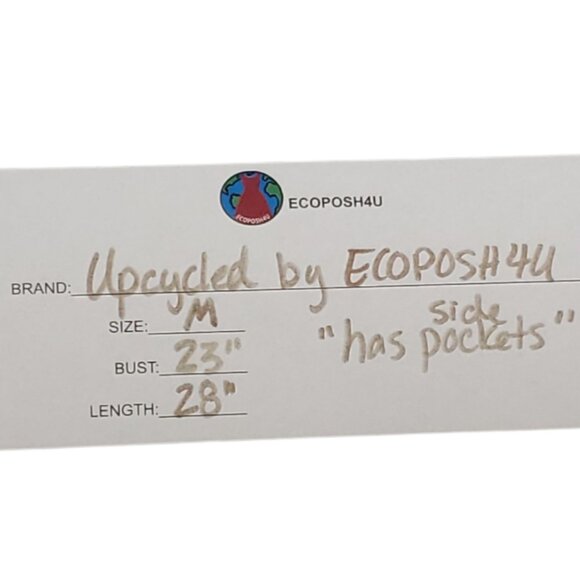 ECOPOSH4U
ECOPOSH4U
BRAND: Upcycled by ECOPOSH4U
SIZE: M
side
BUST: 23"
"has pockets"
LENGTH: 28"